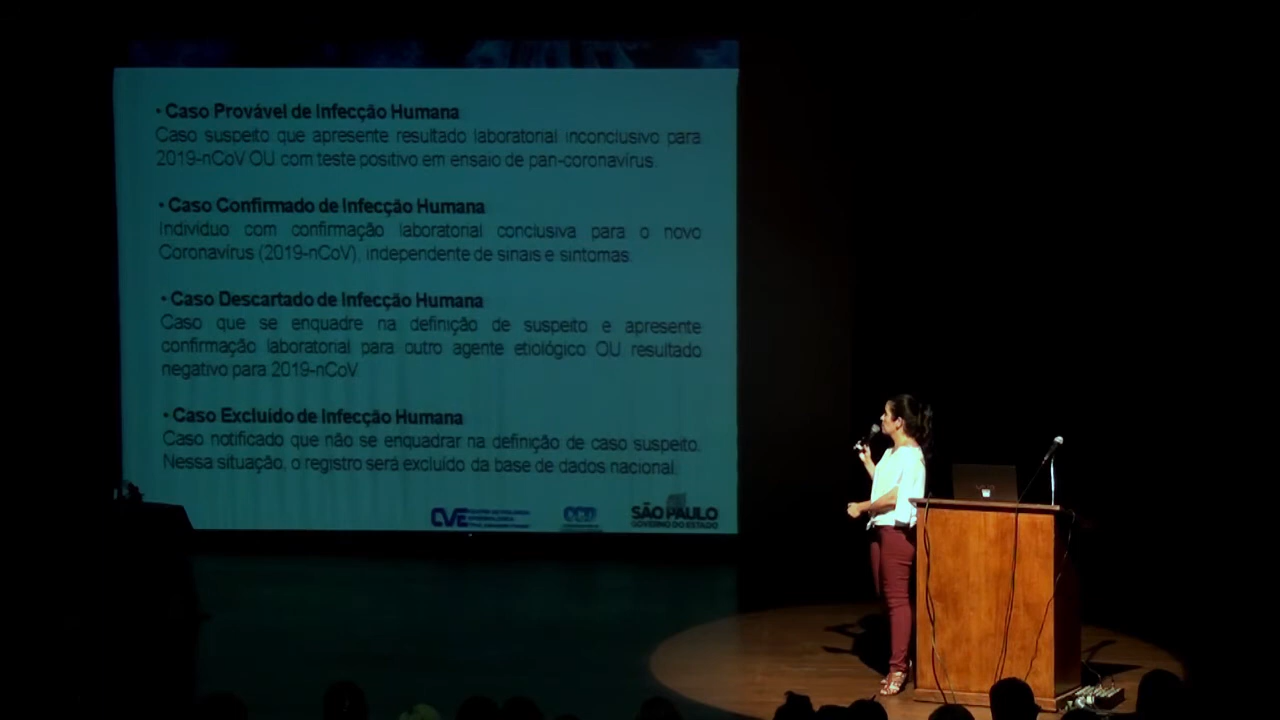 • Caso Provável de Infecção Humana
Caso suspeito que apresente resultado laboratorial inconclusivo para
2019-nCoV OU com teste positivo em ensaio de pan-coronavírus.
• Caso Confirmado de Infecção Humana
Indivíduo com confirmação laboratorial conclusiva para o novo
Coronavírus (2019-nCoV), independente de sinais e sintomas.
• Caso Descartado de Infecção Humana
Caso que se enquadre na definição de suspeito e apresente
confirmação laboratorial para outro agente etiológico OU resultado
negativo para 2019-nCoV
• Caso Excluído de Infecção Humana
Caso notificado que não se enquadrar na definição de caso suspeito.
Nessa situação, o registro será excluído da base de dados nacional.
CVE
CCD
SÃO PAULO
GOVERNO DO ESTADO